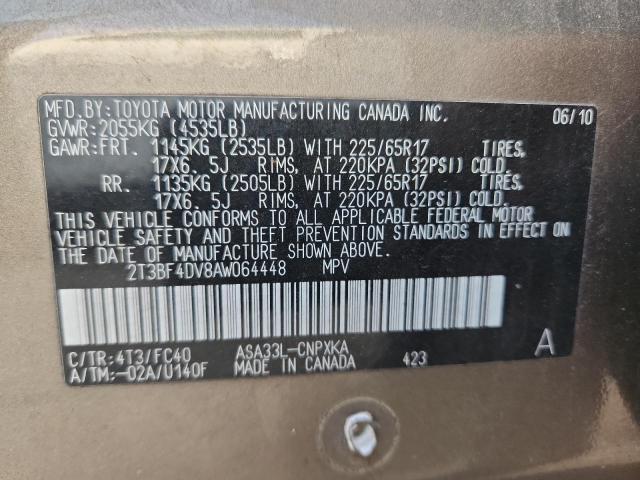 MFD. BY: TOYOTA MOTOR MANUFACTURING CANADA INC. 06/10
GVWR: 2055KG (4535LB)
GAWR: FRT. 1145KG (2535LB) WITH 225/65R17 TIRES,
17X6. 5J RIMS, AT 220KPA (32PSI) COLD.
RR. 1135KG (2505LB) WITH 225/65R17 TIRES,
17X6. 5J RIMS, AT 220KPA (32PSI) COLD.
THIS VEHICLE CONFORMS TO ALL APPLICABLE FEDERAL MOTOR
VEHICLE SAFETY AND THEFT PREVENTION STANDARDS IN EFFECT ON
THE DATE OF MANUFACTURE SHOWN ABOVE.
2T3BF4DV8AW064448 MPV
C/TR: 4T3/FC40 ASA33L-CNPXKA 423 A
A/TM: -02A/U140F MADE IN CANADA